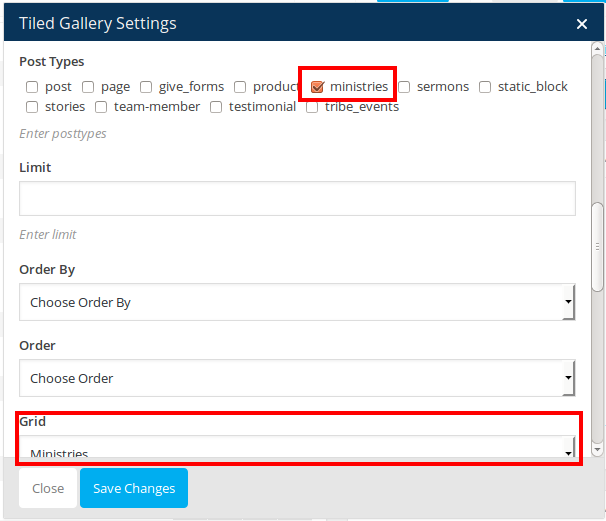 Tiled Gallery Settings ×
Post Types
post page give_forms product ministries sermons static_block
stories team-member testimonial tribe_events
Enter posttypes
Limit
Enter limit
Order By
Choose Order By
Order
Choose Order
Grid
Ministries
Close Save Changes